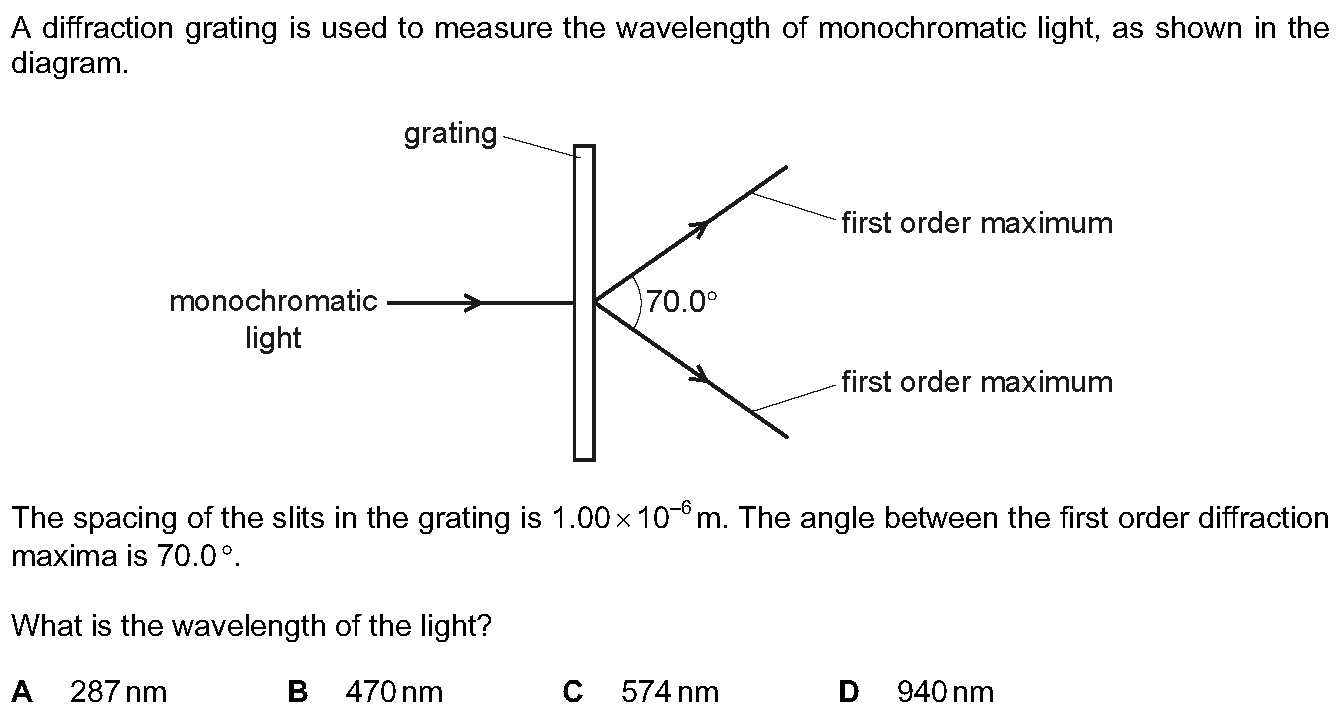 A diffraction grating is used to measure the wavelength of monochromatic light, as shown in the
diagram.
grating
first order maximum
monochromatic
light
70.0°
first order maximum
The spacing of the slits in the grating is 1.00 × 10⁻⁶ m. The angle between the first order diffraction
maxima is 70.0°.
What is the wavelength of the light?
A 287 nm B 470 nm C 574 nm D 940 nm